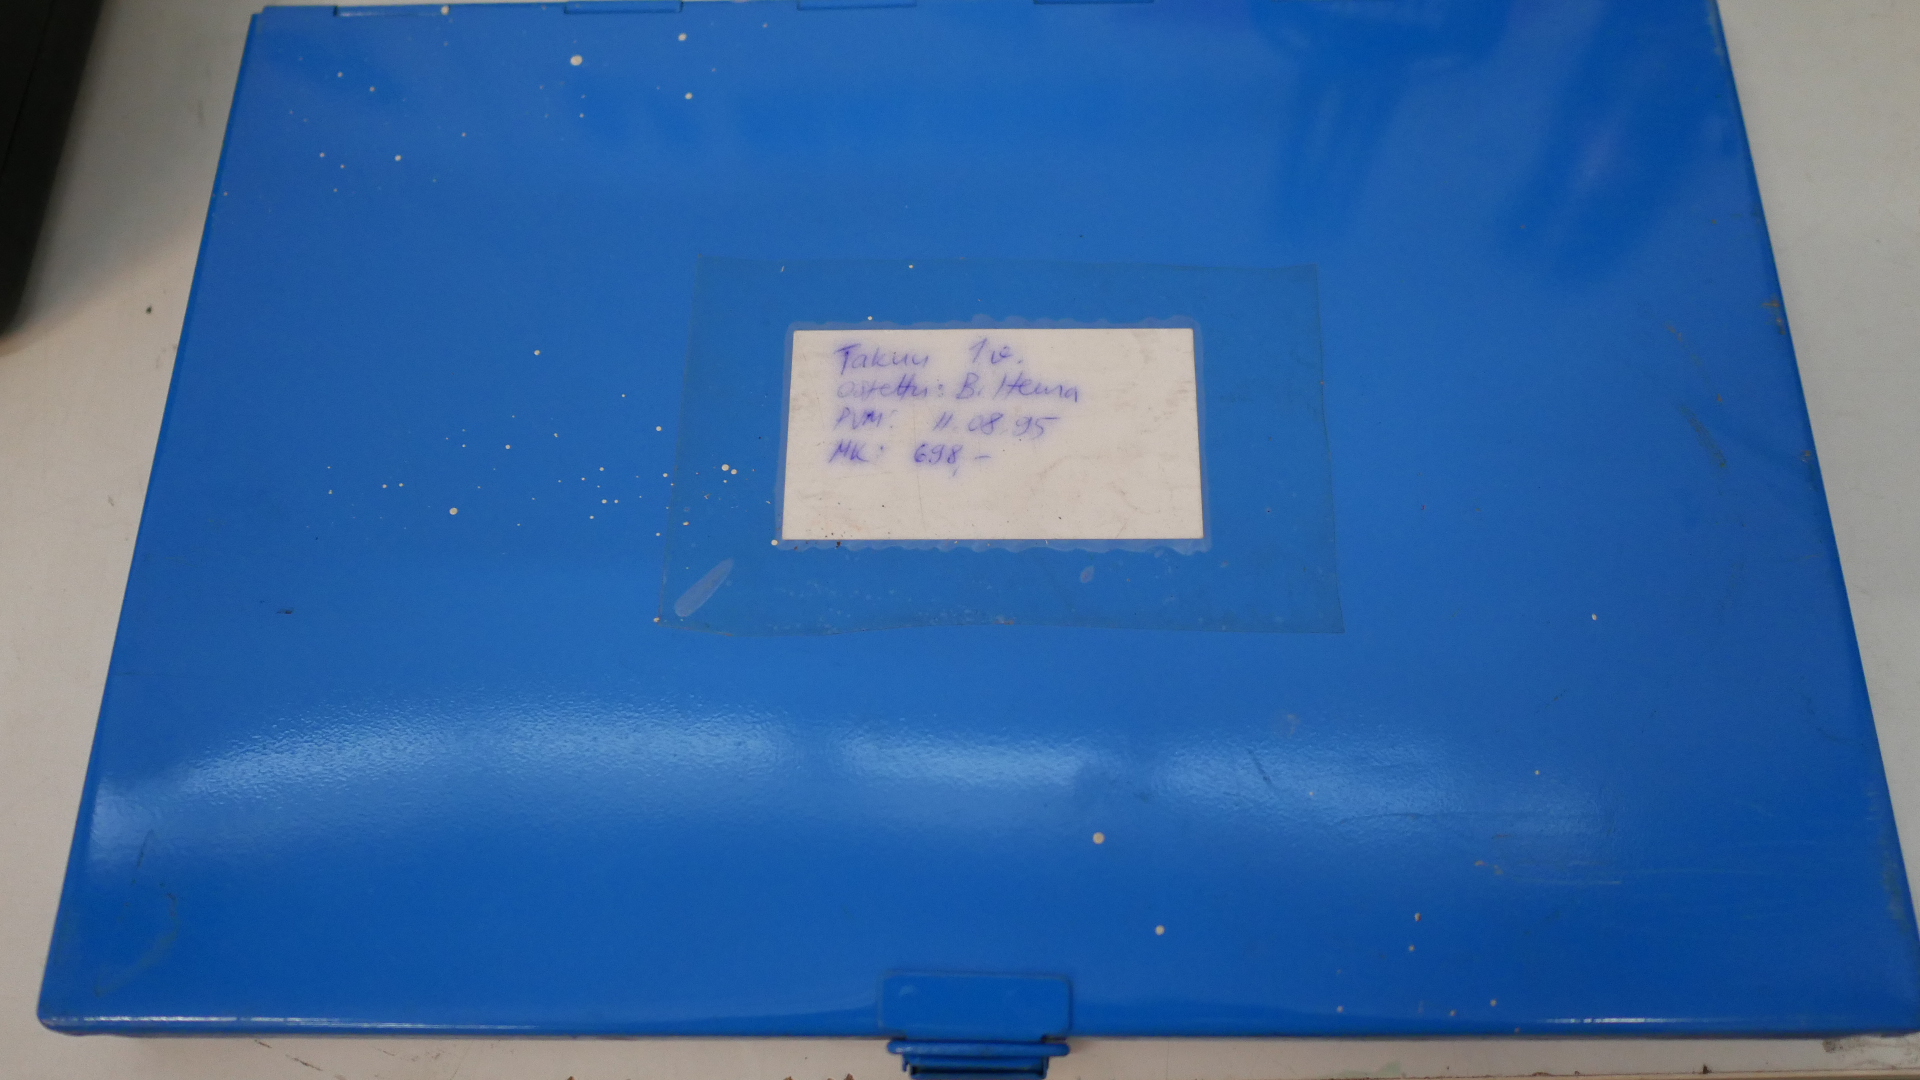 Takuu 1v.
Ostettu: B. Hema
PVM: 11.08.95
MK: 698,-